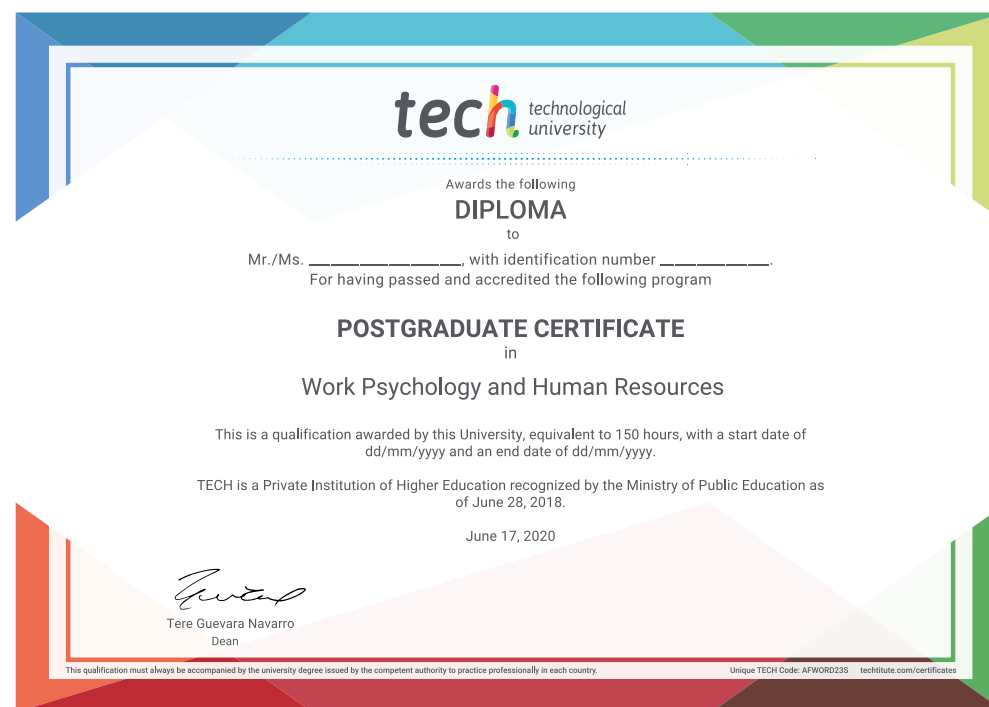 tech technological
university
Awards the following
DIPLOMA
to
Mr./Ms. __________________, with identification number _____________.
For having passed and accredited the following program
POSTGRADUATE CERTIFICATE
in
Work Psychology and Human Resources
This is a qualification awarded by this University, equivalent to 150 hours, with a start date of
dd/mm/yyyy and an end date of dd/mm/yyyy.
TECH is a Private Institution of Higher Education recognized by the Ministry of Public Education as
of June 28, 2018.
June 17, 2020
Tere Guevara Navarro
Dean
This qualification must always be accompanied by the university degree issued by the competent authority to practice professionally in each country.
Unique TECH Code: AFWORD23S techtitute.com/certificates